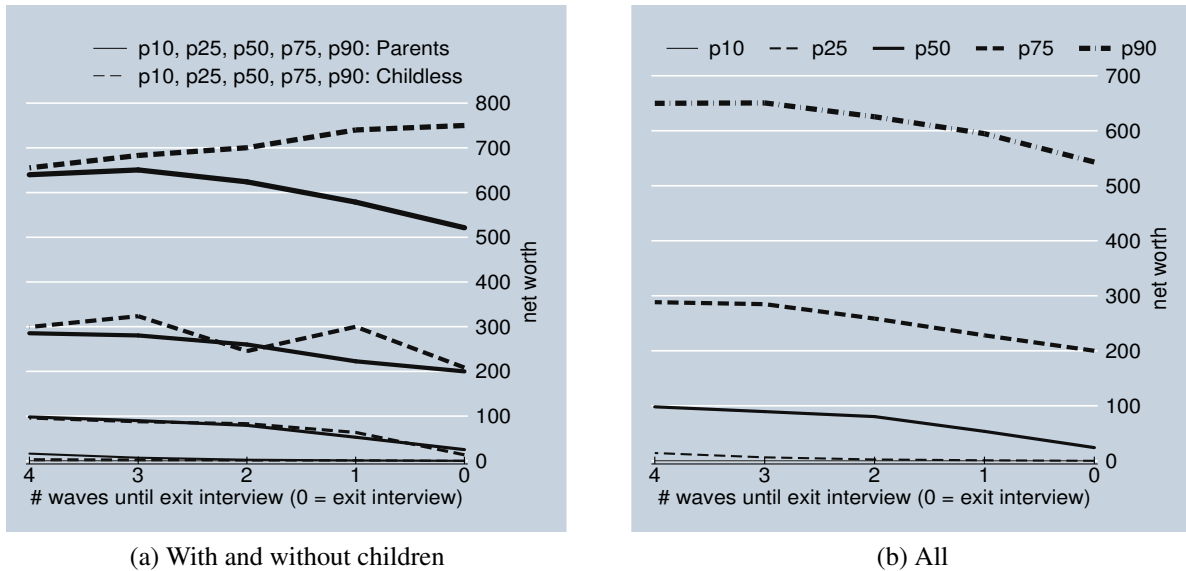 p10, p25, p50, p75, p90: Parents
p10, p25, p50, p75, p90: Childless
800
700
600
500
400
300
200
100
0
net worth
4 3 2 1 0
# waves until exit interview (0 = exit interview)
(a) With and without children
p10 p25 p50 p75 p90
700
600
500
400
300
200
100
0
net worth
4 3 2 1 0
# waves until exit interview (0 = exit interview)
(b) All